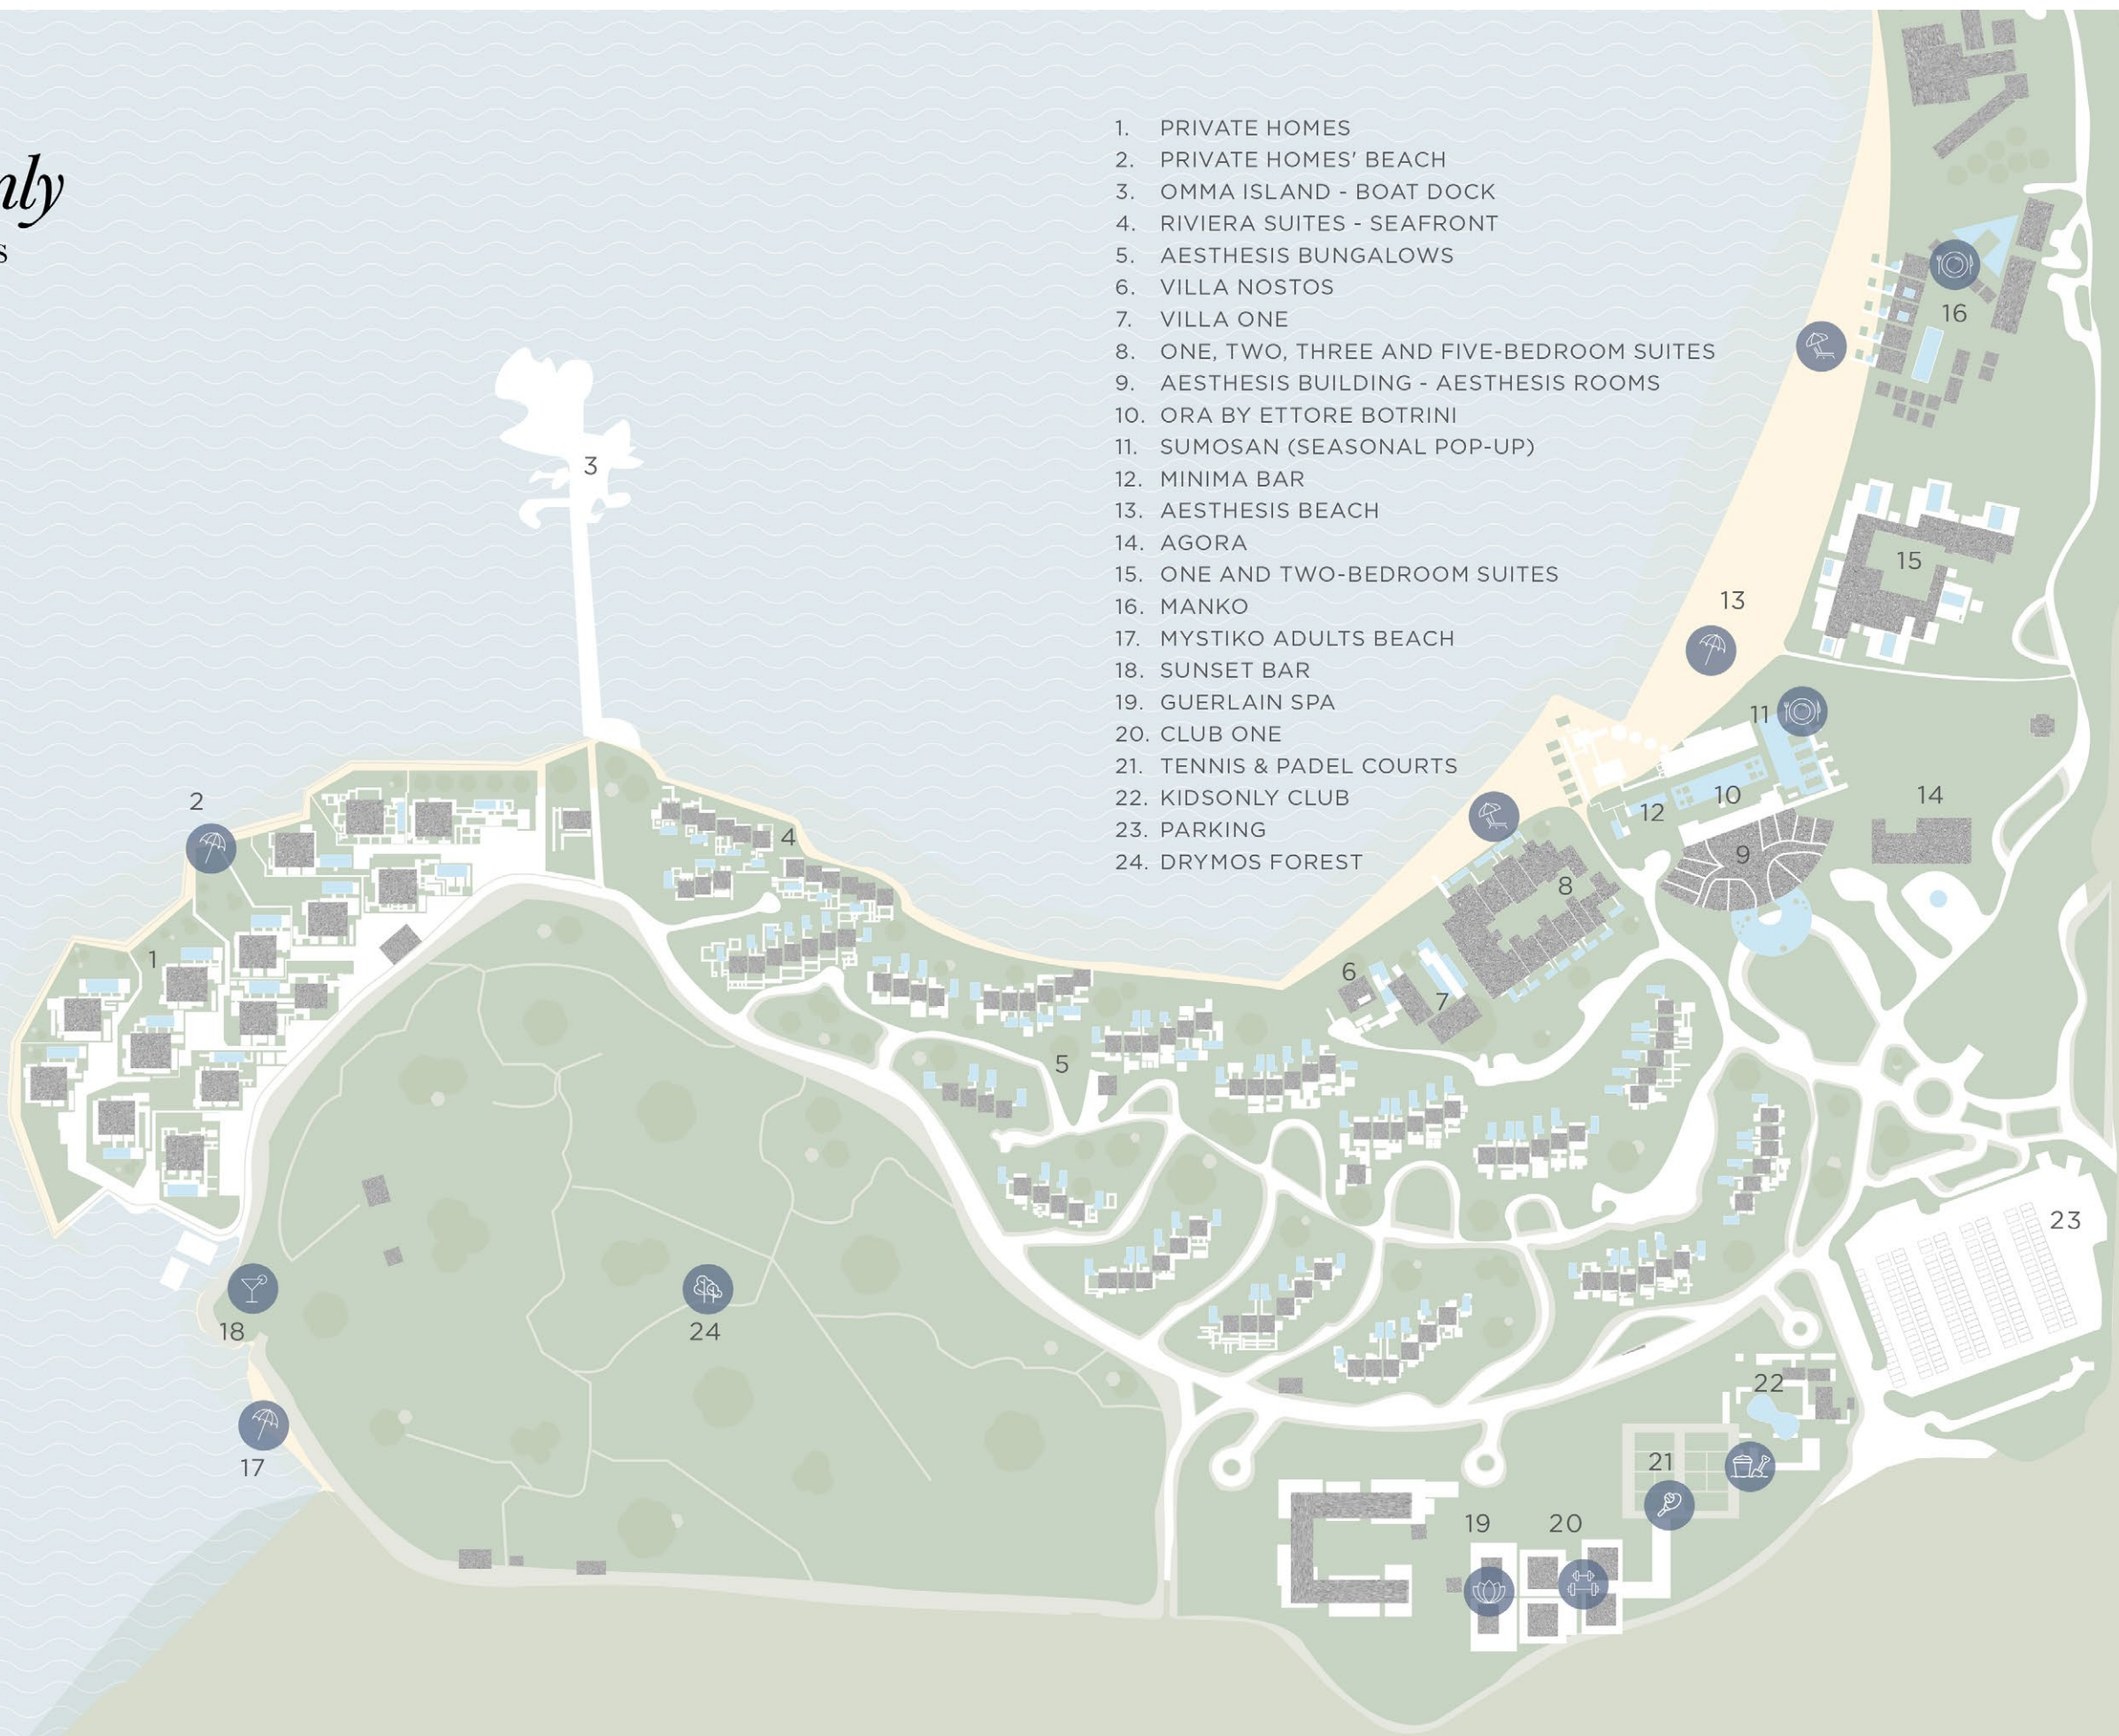 1. PRIVATE HOMES
2. PRIVATE HOMES' BEACH
3. OMMA ISLAND - BOAT DOCK
4. RIVIERA SUITES - SEAFRONT
5. AESTHESIS BUNGALOWS
6. VILLA NOSTOS
7. VILLA ONE
8. ONE, TWO, THREE AND FIVE-BEDROOM SUITES
9. AESTHESIS BUILDING - AESTHESIS ROOMS
10. ORA BY ETTORE BOTRINI
11. SUMOSAN (SEASONAL POP-UP)
12. MINIMA BAR
13. AESTHESIS BEACH
14. AGORA
15. ONE AND TWO-BEDROOM SUITES
16. MANKO
17. MYSTIKO ADULTS BEACH
18. SUNSET BAR
19. GUERLAIN SPA
20. CLUB ONE
21. TENNIS & PADEL COURTS
22. KIDSONLY CLUB
23. PARKING
24. DRYMOS FOREST
16
3
15
13
11
2
12
10
14
4
9
8
1
6
7
5
23
18
24
22
17
21
19
20